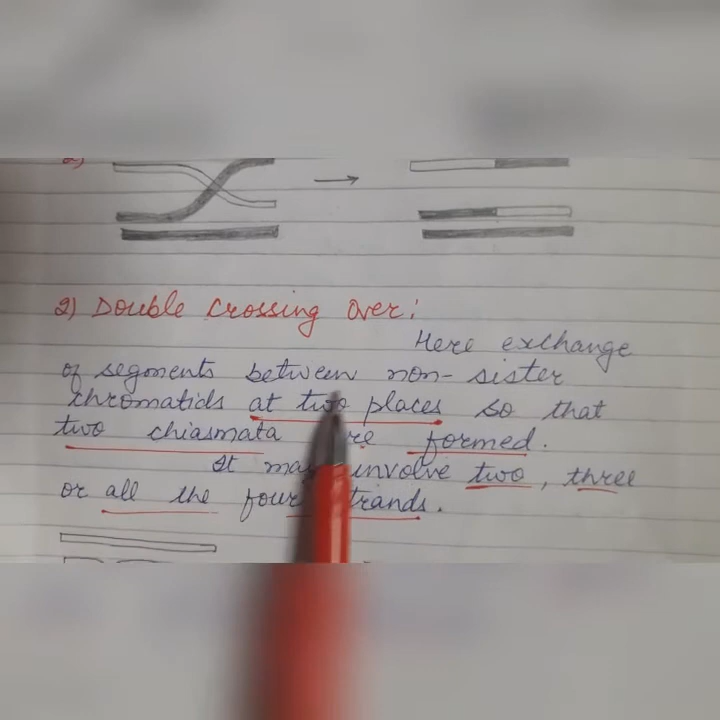 2)
2) Double Crossing Over:
Here exchange
of segments between non-sister
chromatids at two places so that
two chiasmata are formed.
It may involve two, three
or all the four strands.